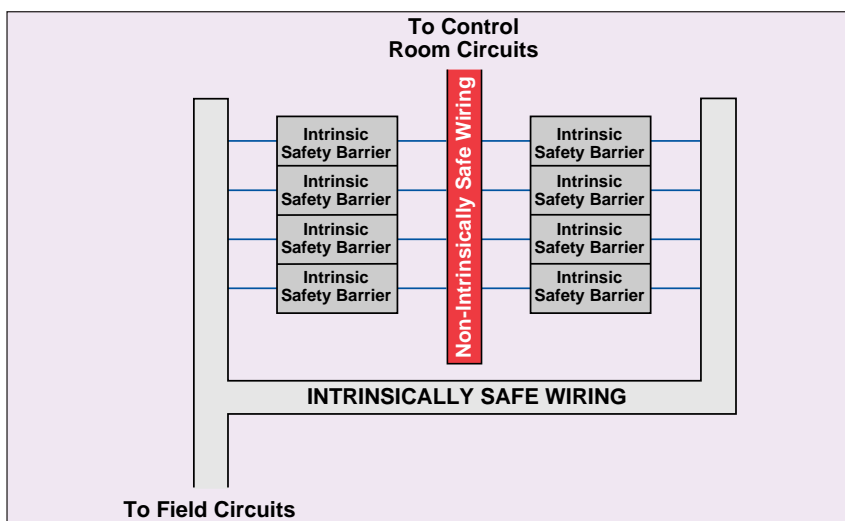 To Control
Room Circuits
Non-Intrinsically Safe Wiring
Intrinsic
Safety Barrier
Intrinsic
Safety Barrier
Intrinsic
Safety Barrier
Intrinsic
Safety Barrier
Intrinsic
Safety Barrier
Intrinsic
Safety Barrier
Intrinsic
Safety Barrier
Intrinsic
Safety Barrier
INTRINSICALLY SAFE WIRING
To Field Circuits